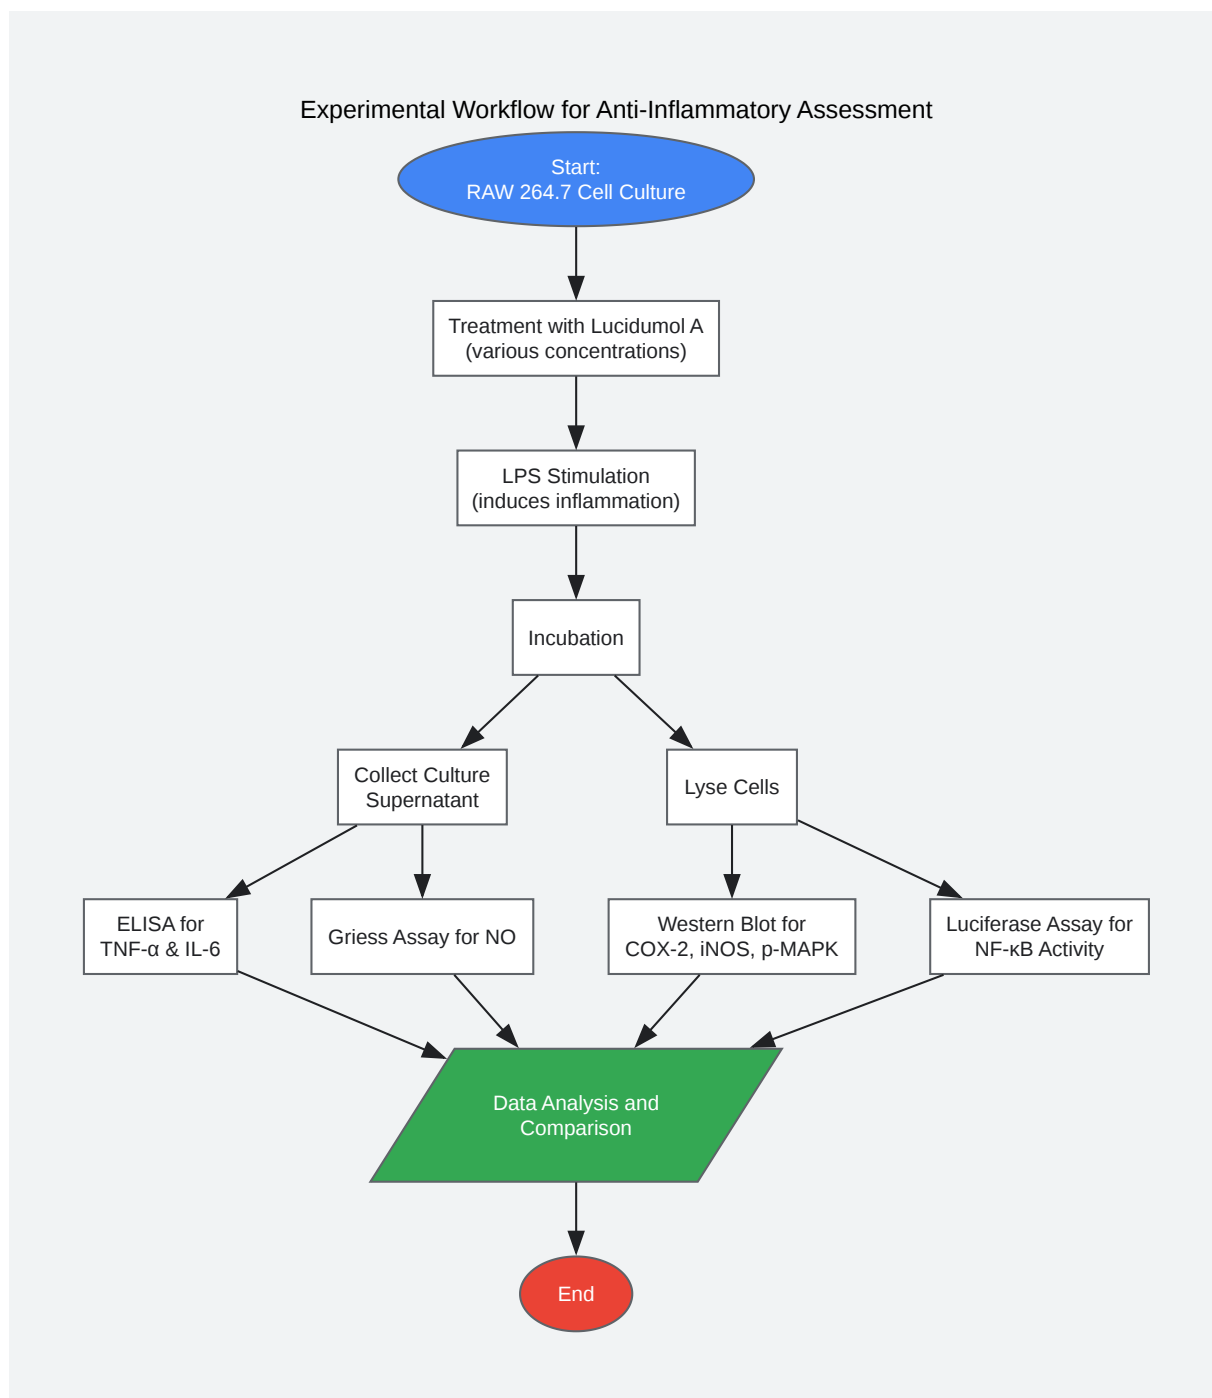 Experimental Workflow for Anti-Inflammatory Assessment
Start:
RAW 264.7 Cell Culture
Treatment with Lucidumol A
(various concentrations)
LPS Stimulation
(induces inflammation)
Incubation
Collect Culture
Supernatant
Lyse Cells
ELISA for
TNF-α & IL-6
Griess Assay for NO
Western Blot for
COX-2, iNOS, p-MAPK
Luciferase Assay for
NF-κB Activity
Data Analysis and
Comparison
End